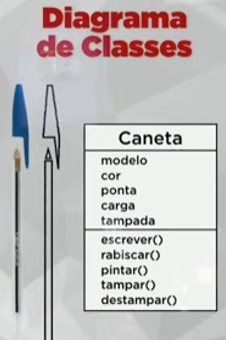 Diagrama
de Classes
Caneta
modelo
cor
ponta
carga
tampada
escrever()
rabiscar()
pintar()
tampar()
destampar()